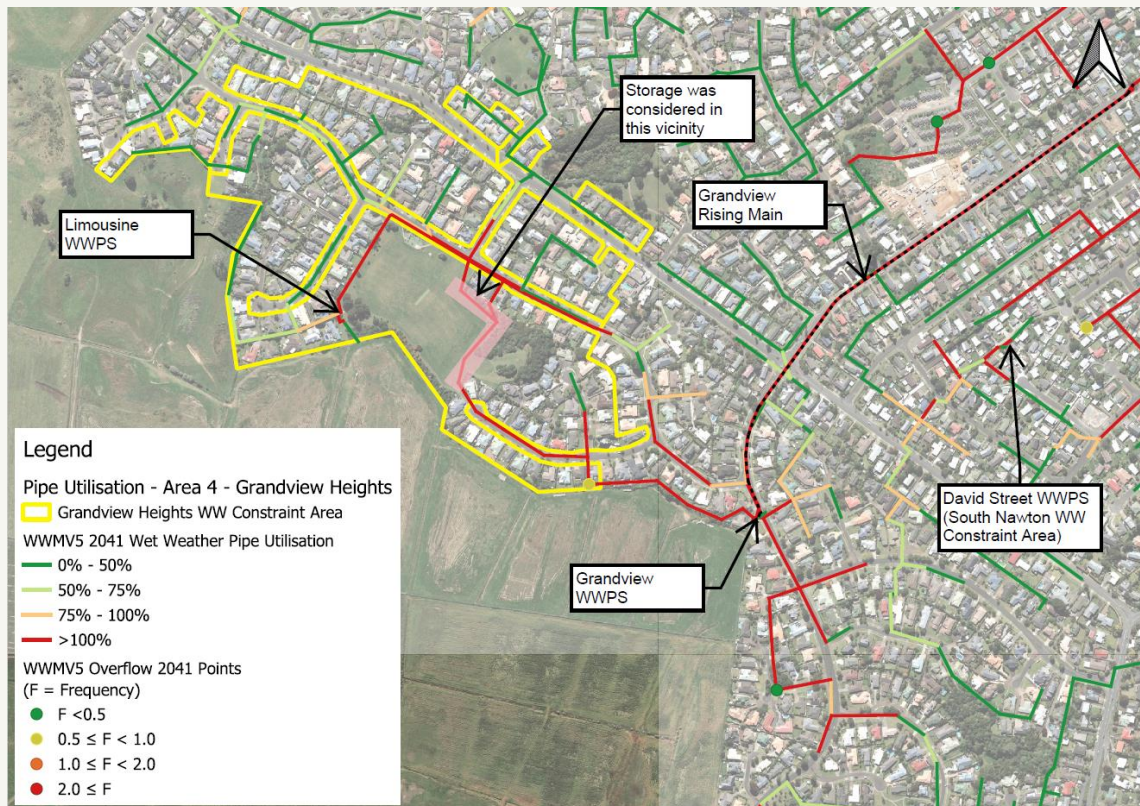 Storage was
considered in
this vicinity
Grandview
Rising Main
Limousine
WWPS
David Street WWPS
(South Nawton WW
Constraint Area)
Grandview
WWPS
Legend
Pipe Utilisation - Area 4 - Grandview Heights
Grandview Heights WW Constraint Area
WWMV5 2041 Wet Weather Pipe Utilisation
0% - 50%
50% - 75%
75% - 100%
>100%
WWMV5 Overflow 2041 Points
(F = Frequency)
F <0.5
0.5 ≤ F < 1.0
1.0 ≤ F < 2.0
2.0 ≤ F